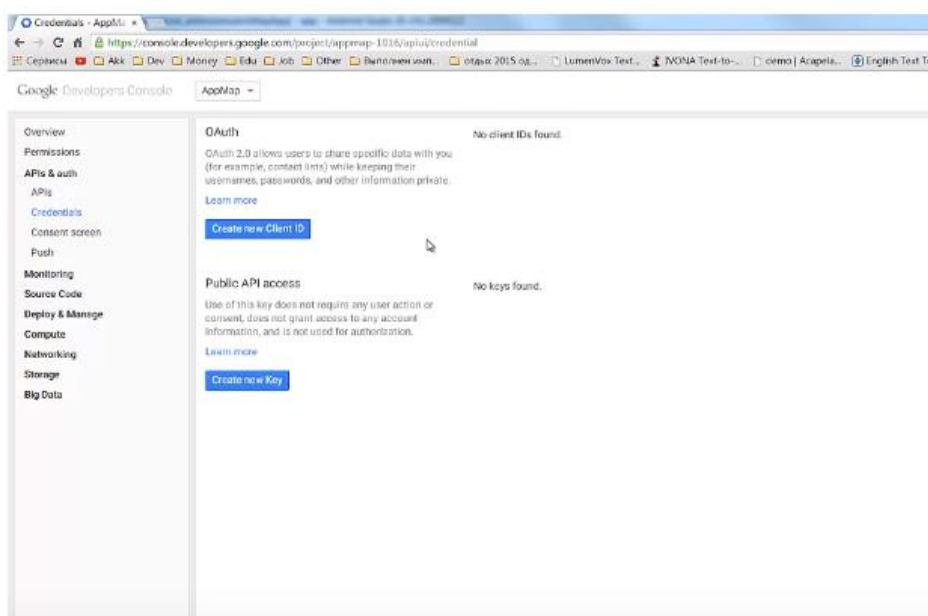 Credentials - AppMa
https://console.developers.google.com/project/appmap-1016/apiui/credential
Сервисы Akk Dev Money Edu Job Other отдых 2015 од... LumenVox Text... IVONA Text-to-... demo | Acapela... English Text T
Google Developers Console AppMap
Overview
Permissions
APIs & auth
APIs
Credentials
Consent screen
Push
Monitoring
Source Code
Deploy & Manage
Compute
Networking
Storage
Big Data
OAuth
OAuth 2.0 allows users to share specific data with you
(for example, contact lists) while keeping their
usernames, passwords, and other information private.
Learn more
Create new Client ID
No client IDs found.
Public API access
Use of this key does not require any user action or
consent, does not grant access to any account
information, and is not used for authorization.
Learn more
Create new Key
No keys found.